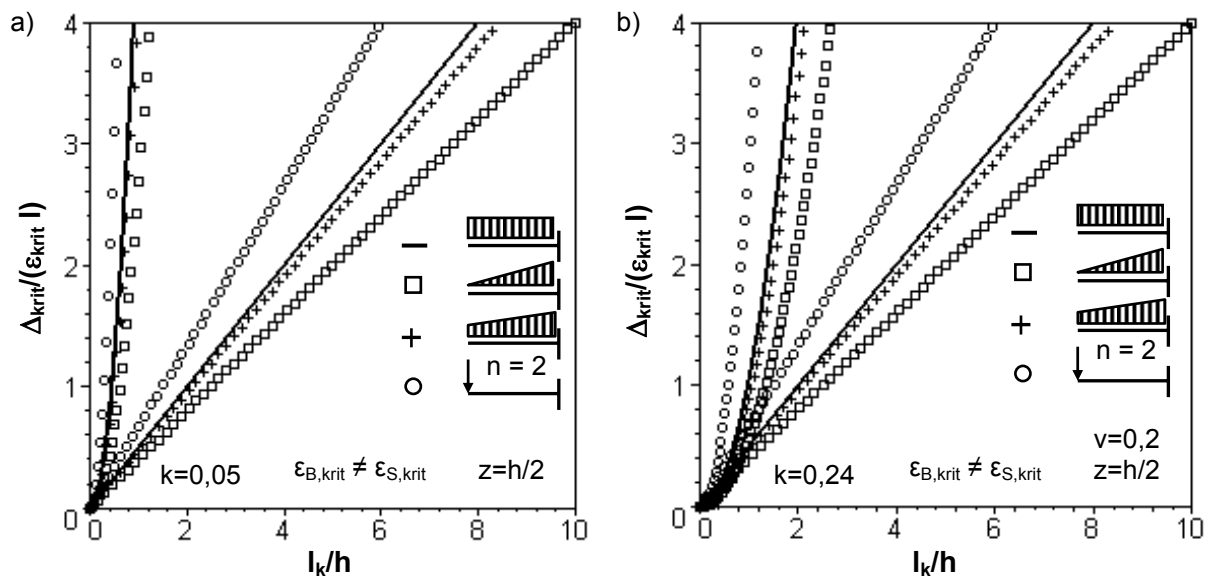 a)
4
3
2
1
0
0 2 4 6 8 10
Δkrit/(εkrit l)
lk/h
n = 2
k=0,05 εB,krit ≠ εS,krit z=h/2
b)
4
3
2
1
0
0 2 4 6 8 10
Δkrit/(εkrit l)
lk/h
n = 2
ν=0,2
k=0,24 εB,krit ≠ εS,krit z=h/2